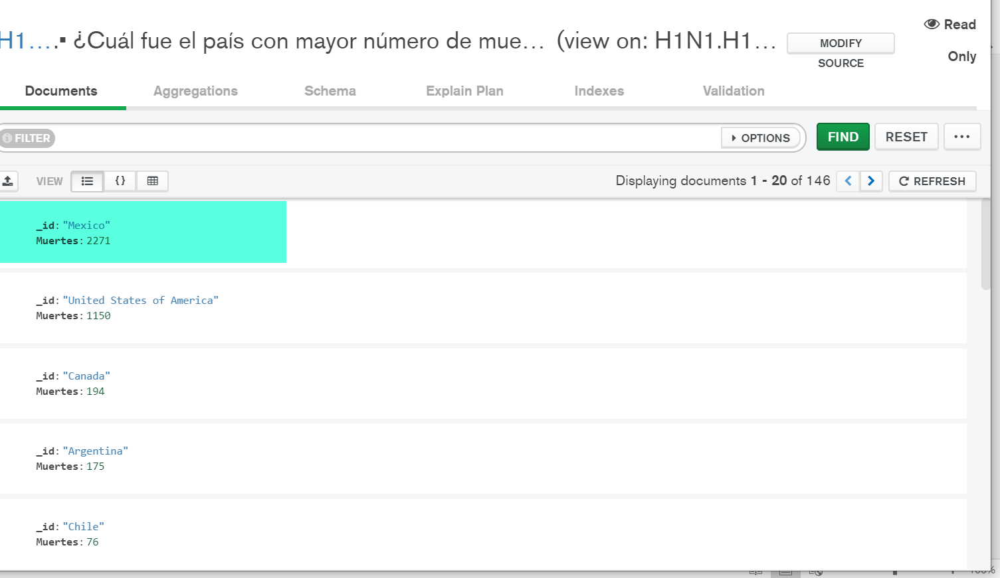 H1….▪ ¿Cuál fue el país con mayor número de mue… (view on: H1N1.H1…
MODIFY SOURCE
Read Only
Documents Aggregations Schema Explain Plan Indexes Validation
FILTER OPTIONS FIND RESET ...
VIEW {} Displaying documents 1 - 20 of 146 REFRESH
_id: "Mexico"
Muertes: 2271
_id: "United States of America"
Muertes: 1150
_id: "Canada"
Muertes: 194
_id: "Argentina"
Muertes: 175
_id: "Chile"
Muertes: 76